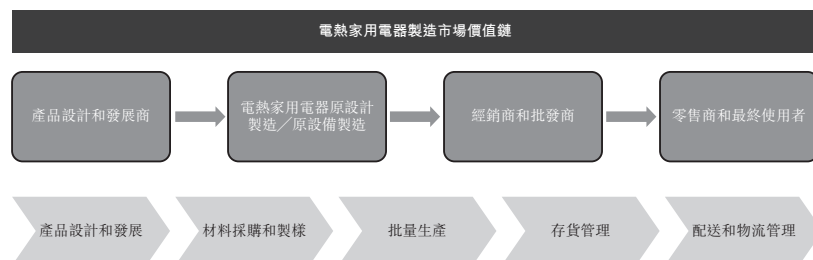 電熱家用電器製造市場價值鏈
產品設計和發展商
電熱家用電器原設計
製造／原設備製造
經銷商和批發商
零售商和最終使用者
產品設計和發展
材料採購和製樣
批量生產
存貨管理
配送和物流管理